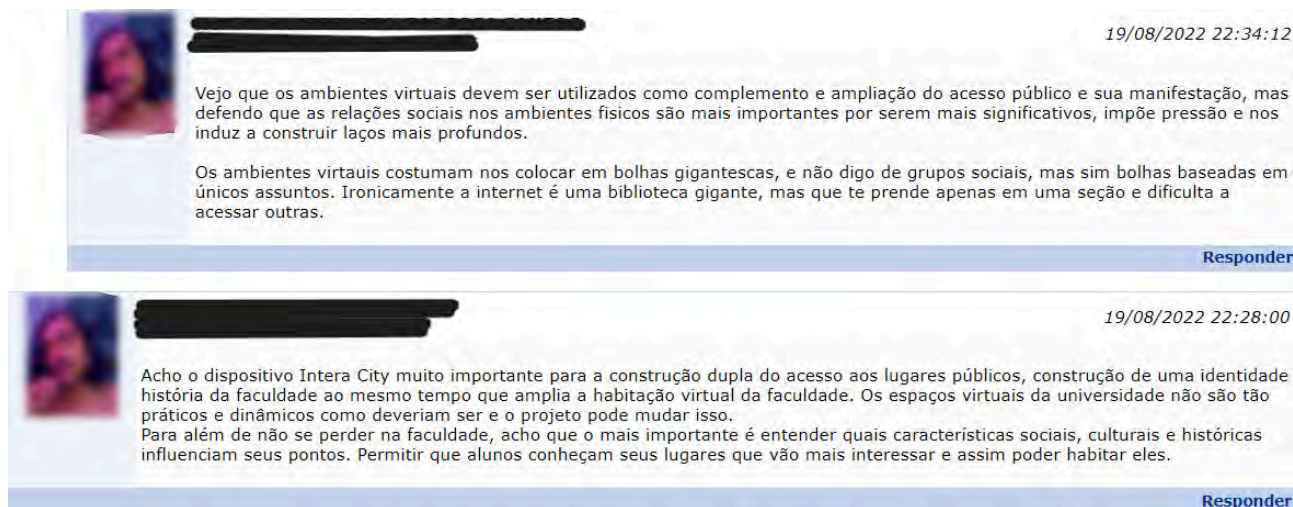 19/08/2022 22:34:12
Vejo que os ambientes virtuais devem ser utilizados como complemento e ampliação do acesso público e sua manifestação, mas
defendo que as relações sociais nos ambientes fisicos são mais importantes por serem mais significativos, impõe pressão e nos
induz a construir laços mais profundos.
Os ambientes virtauis costumam nos colocar em bolhas gigantescas, e não digo de grupos sociais, mas sim bolhas baseadas em
únicos assuntos. Ironicamente a internet é uma biblioteca gigante, mas que te prende apenas em uma seção e dificulta a
acessar outras.
Responder
19/08/2022 22:28:00
Acho o dispositivo Intera City muito importante para a construção dupla do acesso aos lugares públicos, construção de uma identidade
história da faculdade ao mesmo tempo que amplia a habitação virtual da faculdade. Os espaços virtuais da universidade não são tão
práticos e dinâmicos como deveriam ser e o projeto pode mudar isso.
Para além de não se perder na faculdade, acho que o mais importante é entender quais características sociais, culturais e históricas
influenciam seus pontos. Permitir que alunos conheçam seus lugares que vão mais interessar e assim poder habitar eles.
Responder